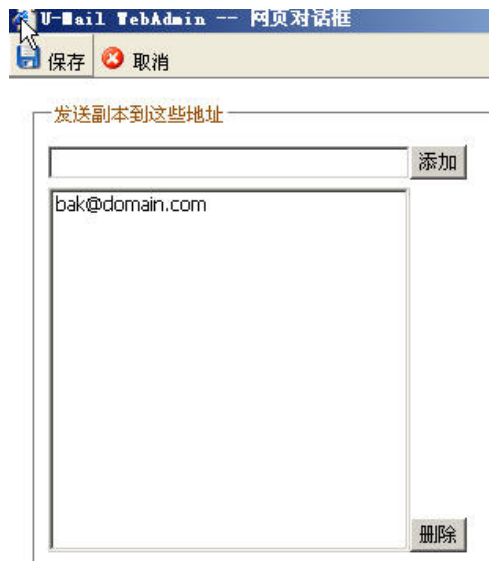 U-Mail WebAdmin -- 网页对话框
保存 取消
发送副本到这些地址
添加
bak@domain.com
删除